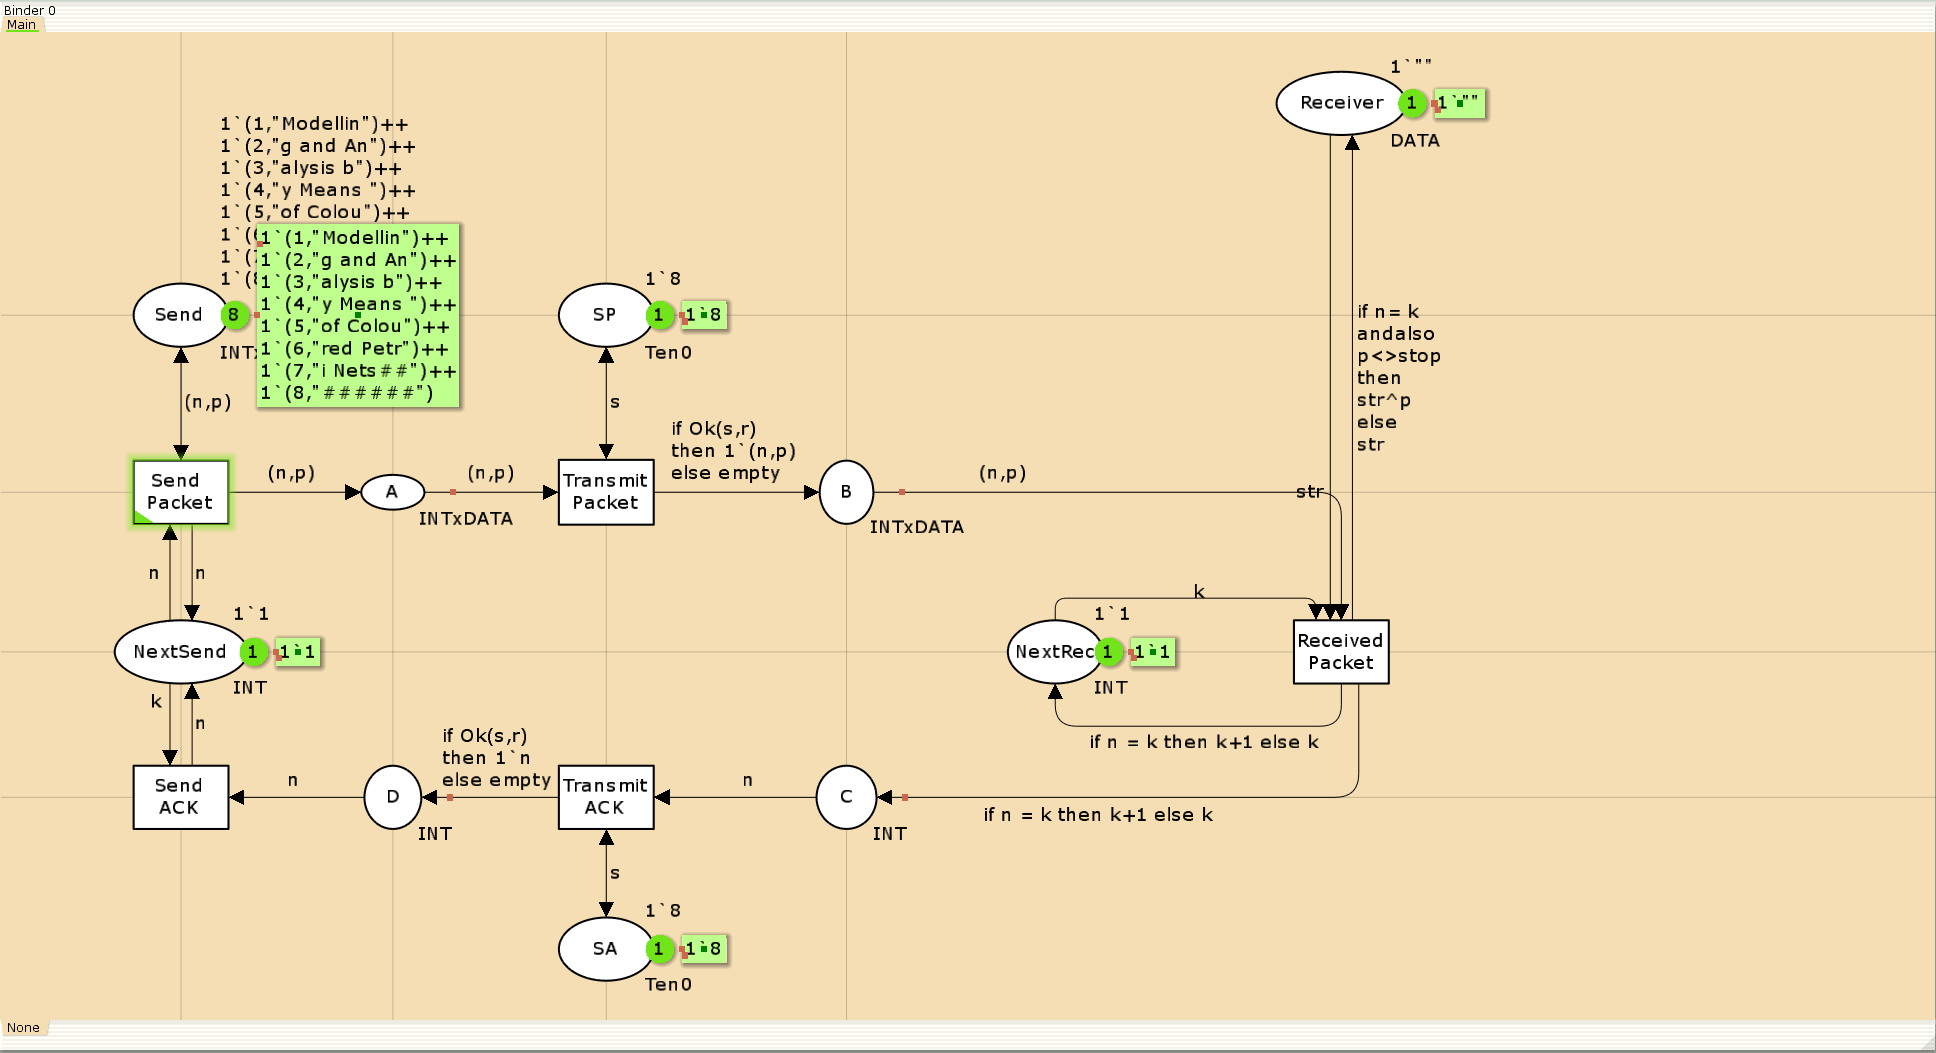 Binder 0
Main
1`""
Receiver
1
1`""
DATA
1`(1,"Modellin")++
1`(2,"g and An")++
1`(3,"alysis b")++
1`(4,"y Means ")++
1`(5,"of Colou")++
1`(6
1`(7
1`(8
1`(1,"Modellin")++
1`(2,"g and An")++
1`(3,"alysis b")++
1`(4,"y Means ")++
1`(5,"of Colou")++
1`(6,"red Petr")++
1`(7,"i Nets##")++
1`(8,"######")
Send
8
INTx
1`8
SP
1
1`8
Ten0
if n= k
andalso
p<>stop
then
str^p
else
str
(n,p)
s
if Ok(s,r)
then 1`(n,p)
else empty
Send
Packet
(n,p)
A
(n,p)
INTxDATA
Transmit
Packet
B
(n,p)
INTxDATA
str
n
n
k
1`1
NextSend
1
1`1
INT
1`1
NextRec
1
1`1
INT
Received
Packet
k
n
if n = k then k+1 else k
if Ok(s,r)
then 1`n
else empty
Send
ACK
n
D
INT
Transmit
ACK
n
C
INT
if n = k then k+1 else k
s
1`8
SA
1
1`8
Ten0
None